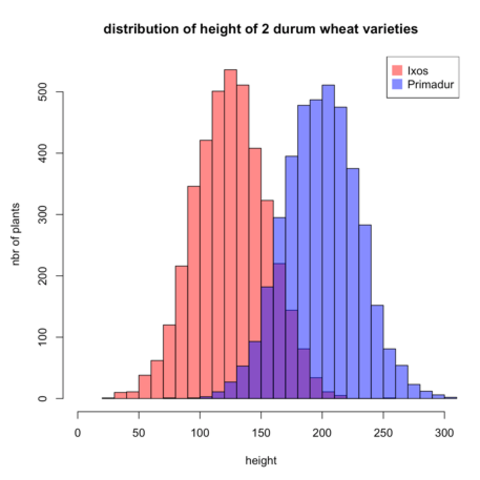 distribution of height of 2 durum wheat varieties
Ixos
Primadur
nbr of plants
500
400
300
200
100
0
0 50 100 150 200 250 300
height